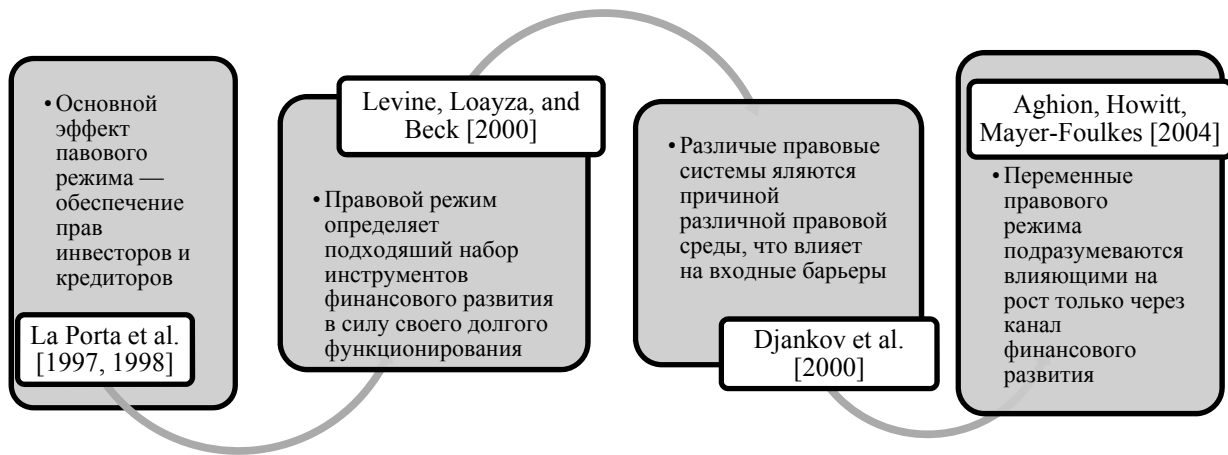 • Основной
эффект
павового
режима —
обеспечение
прав
инвесторов и
кредиторов
La Porta et al.
[1997, 1998]
Levine, Loayza, and
Beck [2000]
• Правовой режим
определяет
подходяший набор
инструментов
финансового развития
в силу своего долгого
функционирования
• Различые правовые
системы яляются
причиной
различной правовой
среды, что влияет
на входные барьеры
Djankov et al.
[2000]
Aghion, Howitt,
Mayer-Foulkes [2004]
• Переменные
правового
режима
подразумеваются
влияющими на
рост только через
канал
финансового
развития